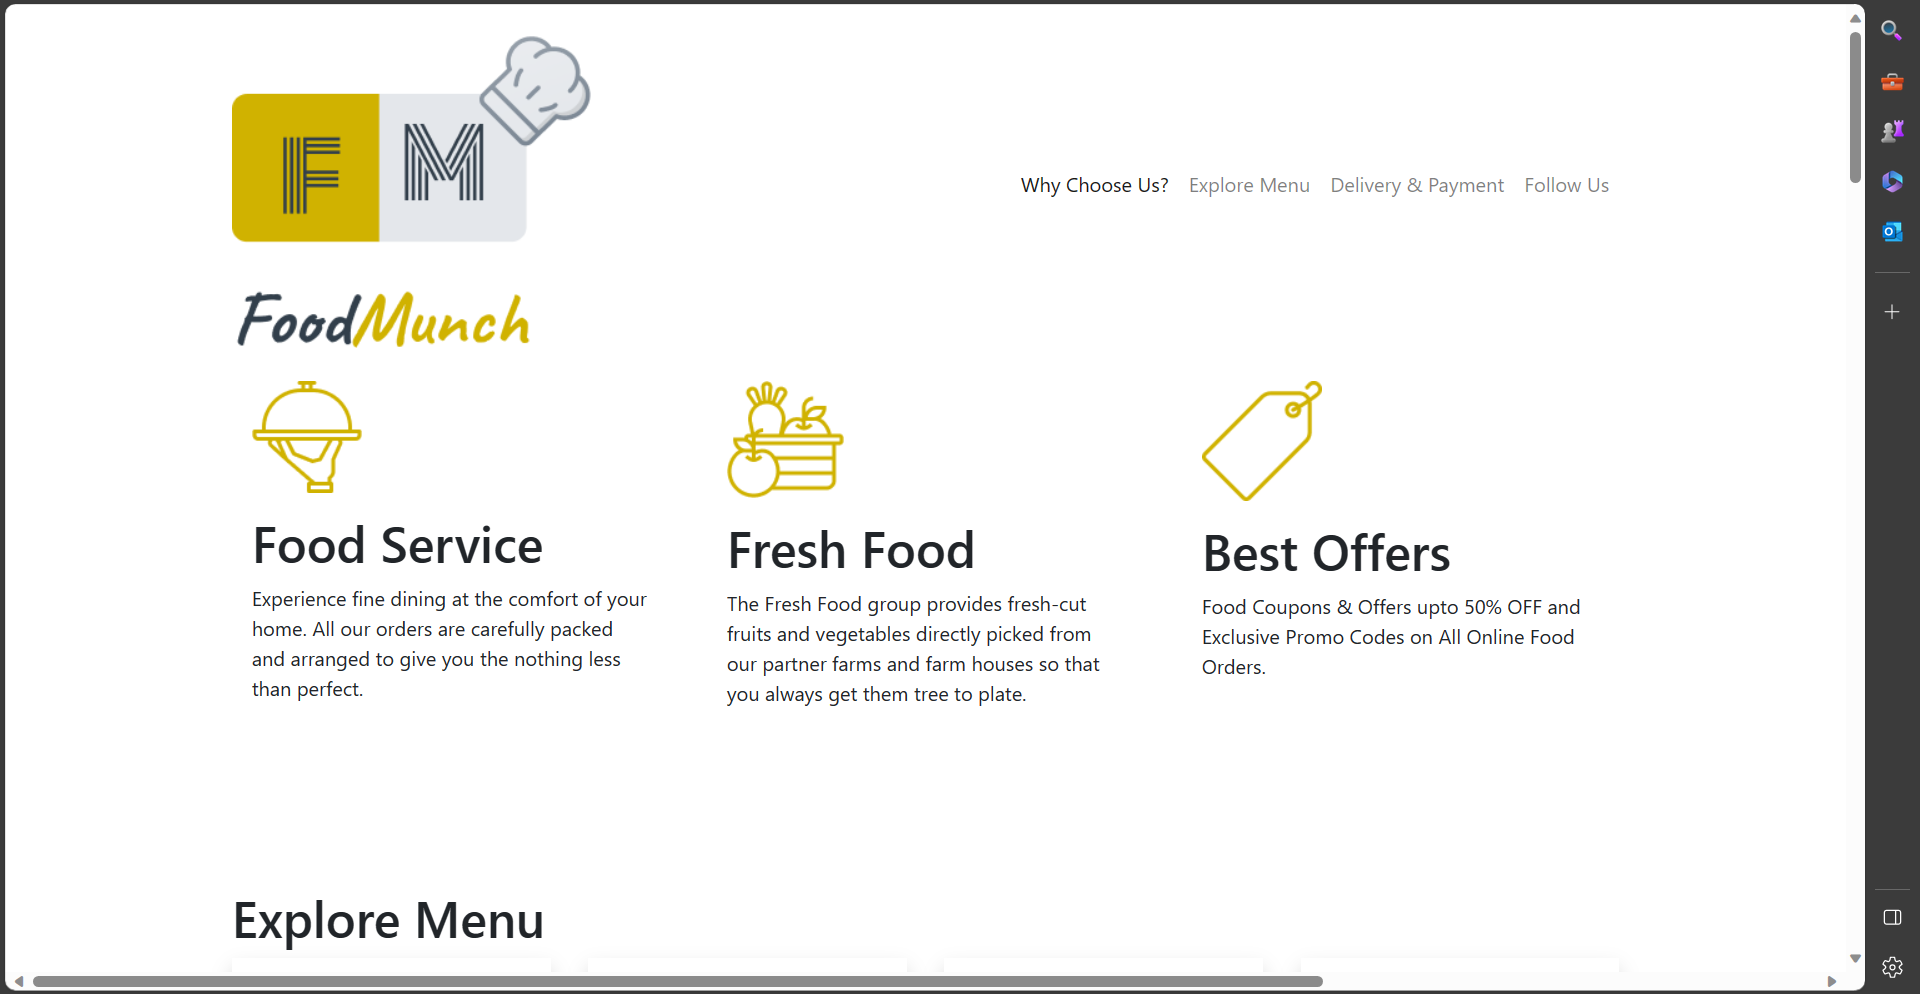 F M
FoodMunch
Why Choose Us? Explore Menu Delivery & Payment Follow Us
Food Service
Experience fine dining at the comfort of your
home. All our orders are carefully packed
and arranged to give you the nothing less
than perfect.
Fresh Food
The Fresh Food group provides fresh-cut
fruits and vegetables directly picked from
our partner farms and farm houses so that
you always get them tree to plate.
Best Offers
Food Coupons & Offers upto 50% OFF and
Exclusive Promo Codes on All Online Food
Orders.
Explore Menu